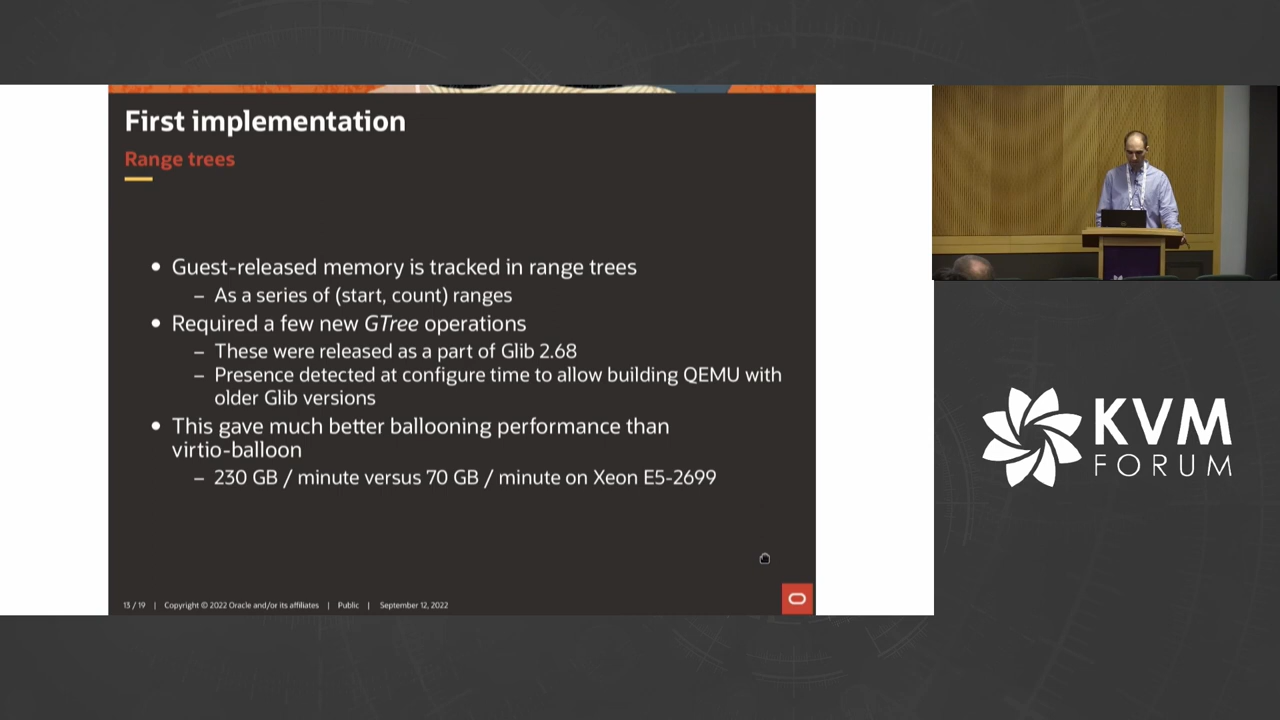 First implementation
Range trees
• Guest-released memory is tracked in range trees
– As a series of (start, count) ranges
• Required a few new GTree operations
– These were released as a part of Glib 2.68
– Presence detected at configure time to allow building QEMU with
older Glib versions
• This gave much better ballooning performance than
virtio-balloon
– 230 GB / minute versus 70 GB / minute on Xeon E5-2699
13 / 19 | Copyright © 2022 Oracle and/or its affiliates | Public | September 12, 2022
KVM
FORUM